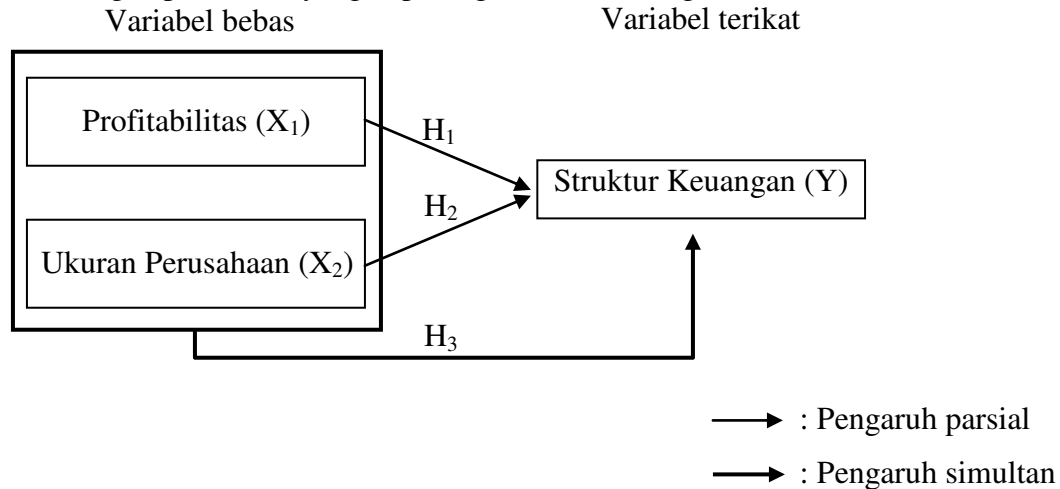 Variabel bebas
Variabel terikat
Profitabilitas (X₁)
H₁
Struktur Keuangan (Y)
H₂
Ukuran Perusahaan (X₂)
H₃
: Pengaruh parsial
: Pengaruh simultan